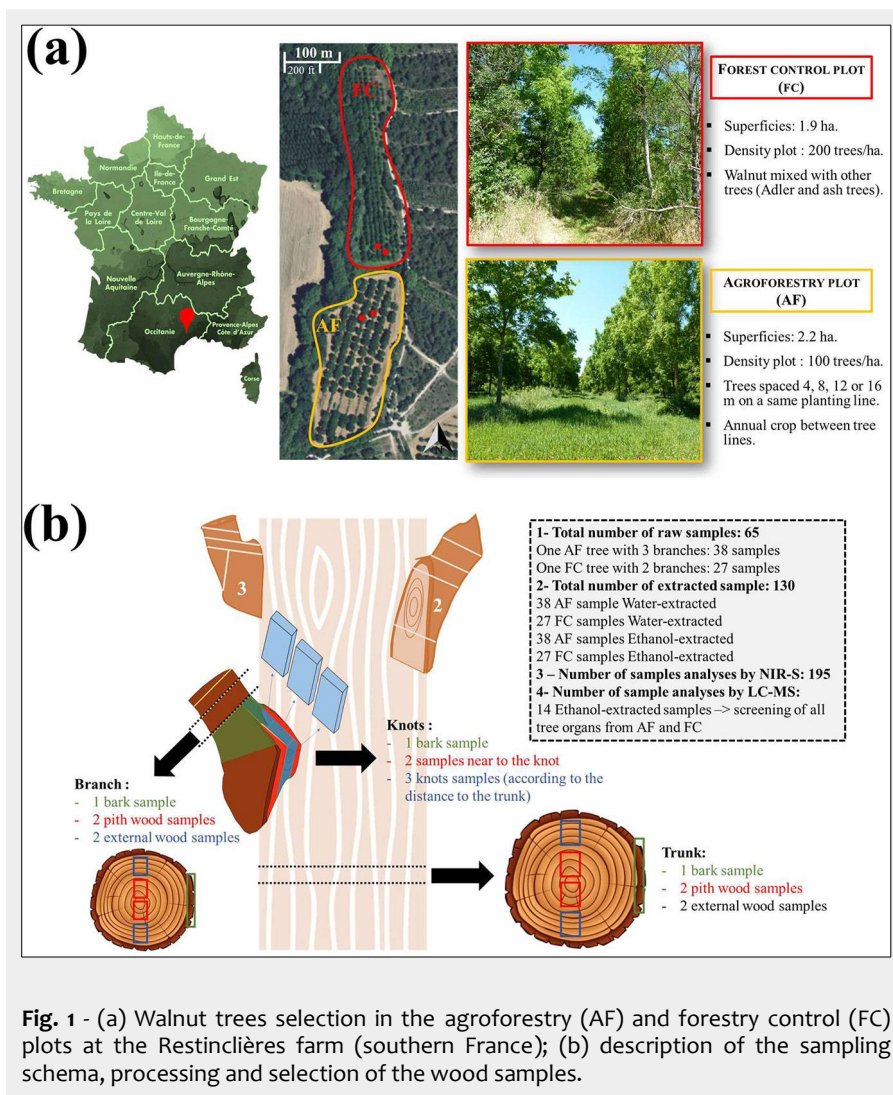 (a)
Hauts-de-
France
Normandie
Ile-de-
France
Grand Est
Bretagne
Pays de
la Loire
Centre-Val
de Loire
Bourgogne-
Franche-Comté
Nouvelle
Aquitaine
Auvergne-Rhône-
Alpes
Occitanie
Provence-Alpes
Côte d'Azur
Corse
100 m
200 ft
FC
AF
FOREST CONTROL PLOT
(FC)
▪ Superficies: 1.9 ha.
▪ Density plot : 200 trees/ha.
▪ Walnut mixed with other
trees (Adler and ash trees).
AGROFORESTRY PLOT
(AF)
▪ Superficies: 2.2 ha.
▪ Density plot : 100 trees/ha.
▪ Trees spaced 4, 8, 12 or 16
m on a same planting line.
▪ Annual crop between tree
lines.
(b)
3
2
1- Total number of raw samples: 65
One AF tree with 3 branches: 38 samples
One FC tree with 2 branches: 27 samples
2- Total number of extracted sample: 130
38 AF sample Water-extracted
27 FC samples Water-extracted
38 AF samples Ethanol-extracted
27 FC samples Ethanol-extracted
3 – Number of samples analyses by NIR-S: 195
4- Number of sample analyses by LC-MS:
14 Ethanol-extracted samples –> screening of all
tree organs from AF and FC
Knots :
- 1 bark sample
- 2 samples near to the knot
- 3 knots samples (according to the
distance to the trunk)
Branch :
- 1 bark sample
- 2 pith wood samples
- 2 external wood samples
Trunk:
- 1 bark sample
- 2 pith wood samples
- 2 external wood samples
Fig. 1 - (a) Walnut trees selection in the agroforestry (AF) and forestry control (FC)
plots at the Restinclières farm (southern France); (b) description of the sampling
schema, processing and selection of the wood samples.